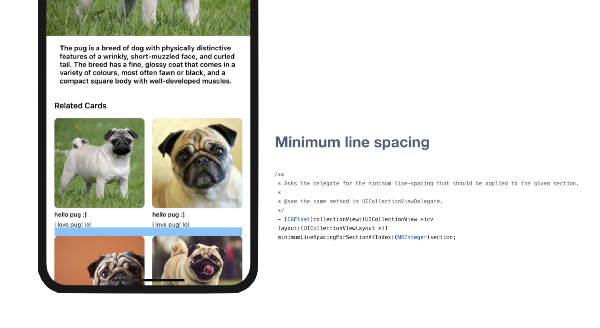 The pug is a breed of dog with physically distinctive
features of a wrinkly, short-muzzled face, and curled
tail. The breed has a fine, glossy coat that comes in a
variety of colours, most often fawn or black, and a
compact square body with well-developed muscles.
Related Cards
hello pug :]
hello pug :]
i love pug! lol
i love pug! lol
Minimum line spacing
/**
* Asks the delegate for the minimum line-spacing that should be applied to the given section.
*
* @see the same method in UICollectionViewDelegate.
*/
- (CGFloat)collectionView:(UICollectionView *)cv
layout:(UICollectionViewLayout *)l
minimumLineSpacingForSectionAtIndex:(NSInteger)section;